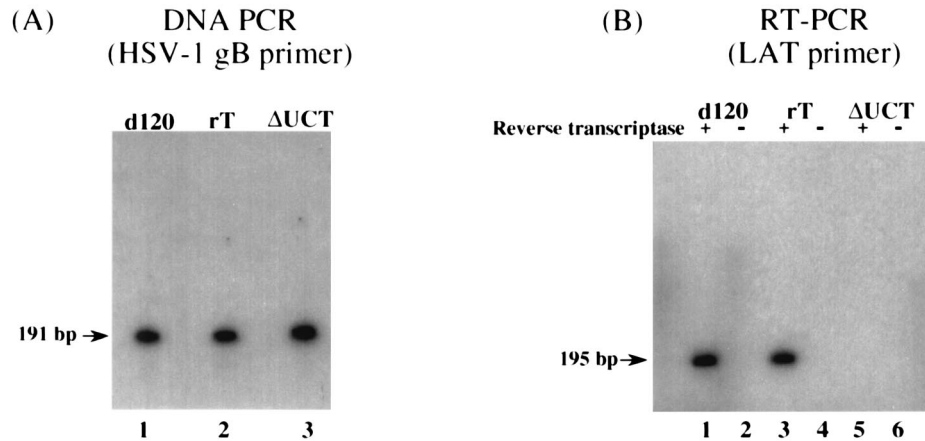 (A) DNA PCR
(HSV-1 gB primer)
d120 rT ΔUCT
191 bp
1 2 3
(B) RT-PCR
(LAT primer)
d120 rT ΔUCT
Reverse transcriptase + - + - + -
195 bp
1 2 3 4 5 6